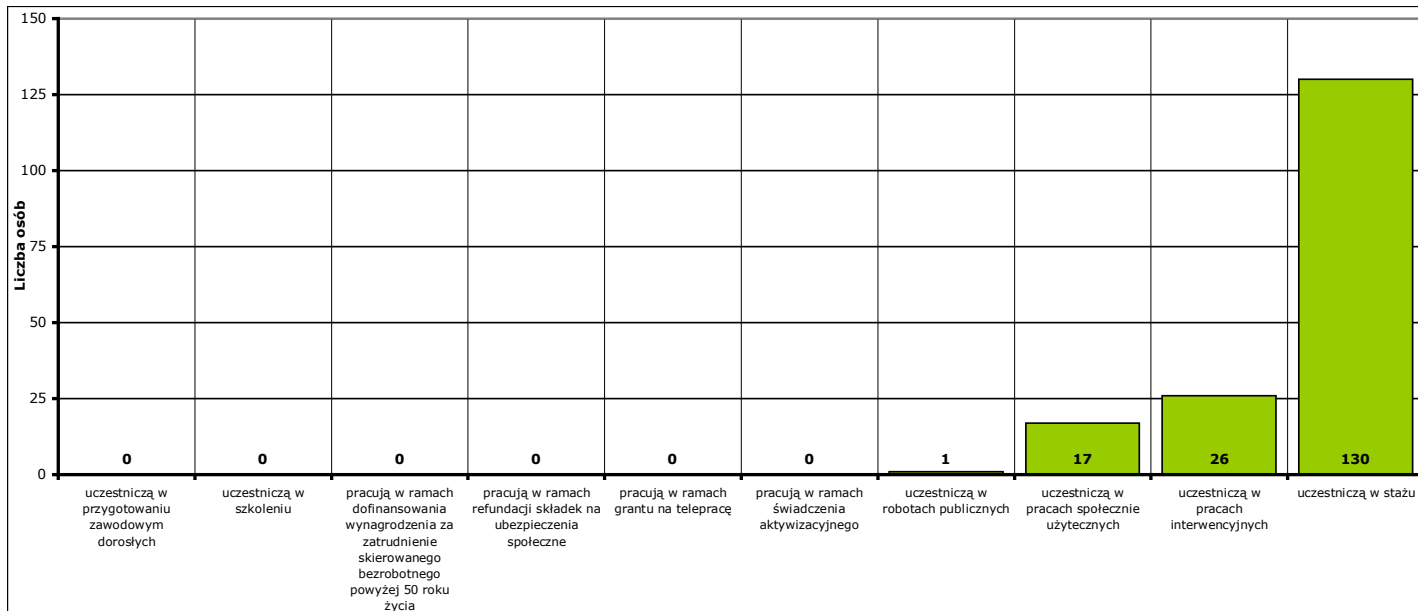 150
125
100
75
50
25
0
Liczba osób
0
0
0
0
0
0
1
17
26
130
uczestniczą w
przygotowaniu
zawodowym
dorosłych
uczestniczą w
szkoleniu
pracują w ramach
dofinansowania
wynagrodzenia za
zatrudnienie
skierowanego
bezrobotnego
powyżej 50 roku
życia
pracują w ramach
refundacji składek na
ubezpieczenia
społeczne
pracują w ramach
grantu na telepracę
pracują w ramach
świadczenia
aktywizacyjnego
uczestniczą w
robotach publicznych
uczestniczą w
pracach społecznie
użytecznych
uczestniczą w
pracach
interwencyjnych
uczestniczą w stażu